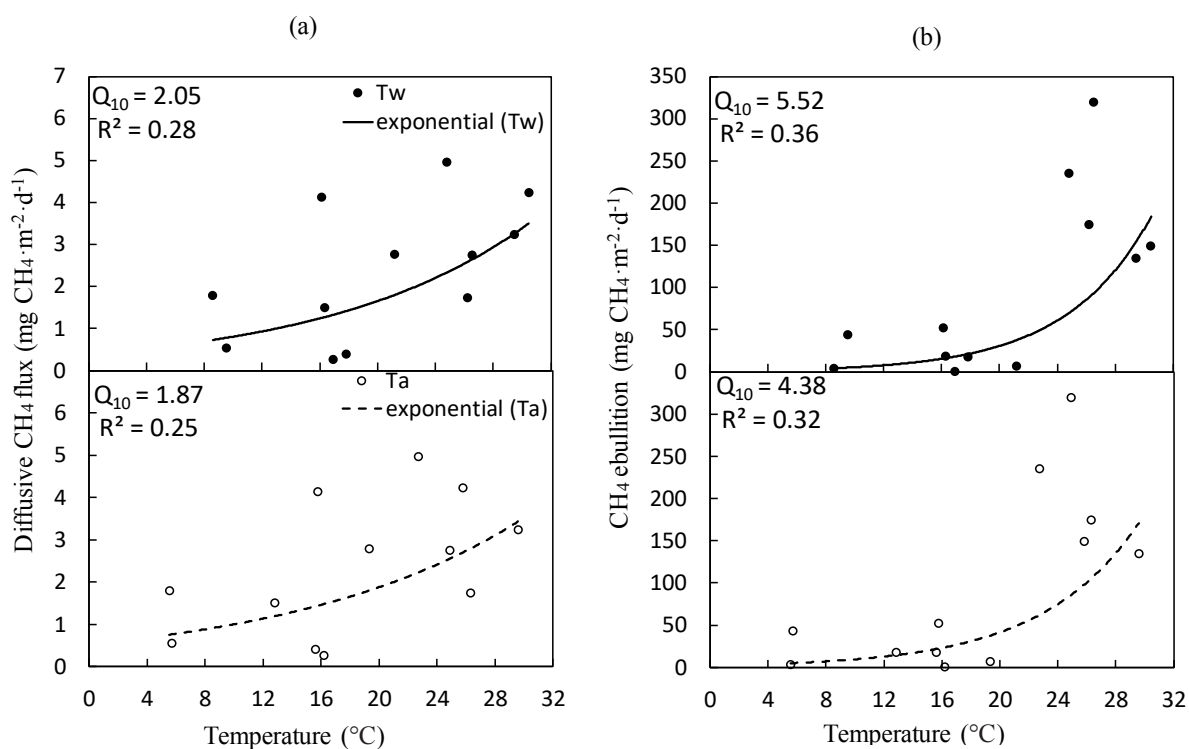 (a)
Diffusive CH₄ flux (mg CH₄·m⁻²·d⁻¹)
7
6
5
4
3
2
1
0
Q₁₀ = 2.05
R² = 0.28
Tw
exponential (Tw)
6
5
4
3
2
1
0
Q₁₀ = 1.87
R² = 0.25
Ta
exponential (Ta)
0 4 8 12 16 20 24 28 32
Temperature (°C)
(b)
CH₄ ebullition (mg CH₄·m⁻²·d⁻¹)
350
300
250
200
150
100
50
0
Q₁₀ = 5.52
R² = 0.36
300
250
200
150
100
50
0
Q₁₀ = 4.38
R² = 0.32
0 4 8 12 16 20 24 28 32
Temperature (°C)